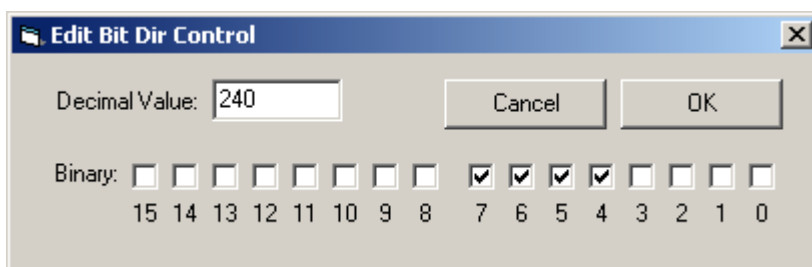 Edit Bit Dir Control
Decimal Value: 240 Cancel OK
Binary:
15 14 13 12 11 10 9 8 7 6 5 4 3 2 1 0